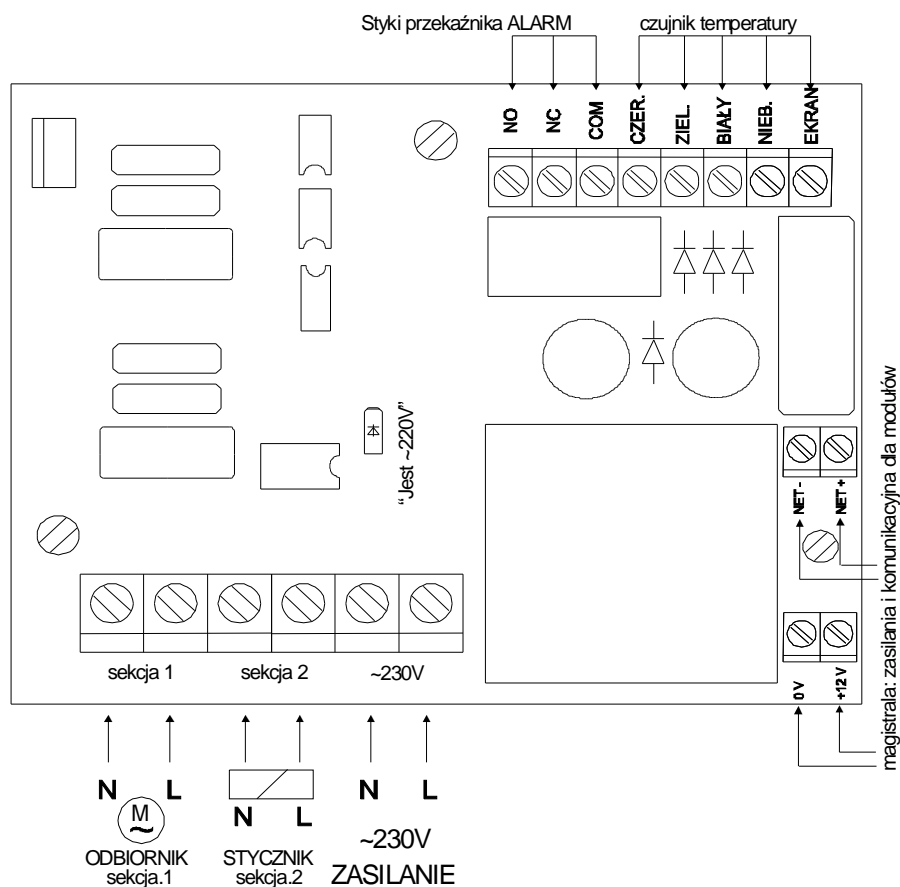 Styki przekaźnika ALARM
czujnik temperatury
NO
NC
COM
CZER.
ZIEL.
BIAŁY
NIEB.
EKRAN
"Jest ~220V"
NET -
NET +
magistrala: zasilania i komunikacyjna dla modułów
0 V
+12 V
sekcja 1
sekcja 2
~230V
N
L
N
L
N
L
M
~
ODBIORNIK
sekcja.1
STYCZNIK
sekcja.2
~230V
ZASILANIE